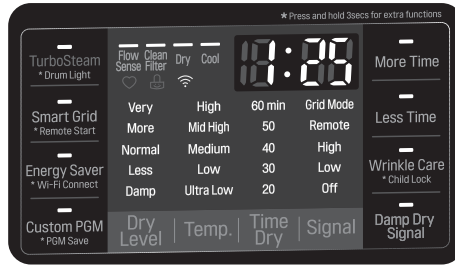 * Press and hold 3secs for extra functions
TurboSteam
* Drum Light
Smart Grid
* Remote Start
Energy Saver
* Wi-Fi Connect
Custom PGM
* PGM Save
Flow Sense
Clean Filter
Dry
Cool
1:25
Very High 60 min Grid Mode
More Mid High 50 Remote
Normal Medium 40 High
Less Low 30 Low
Damp Ultra Low 20 Off
Dry Level
Temp.
Time Dry
Signal
More Time
Less Time
Wrinkle Care
* Child Lock
Damp Dry
Signal